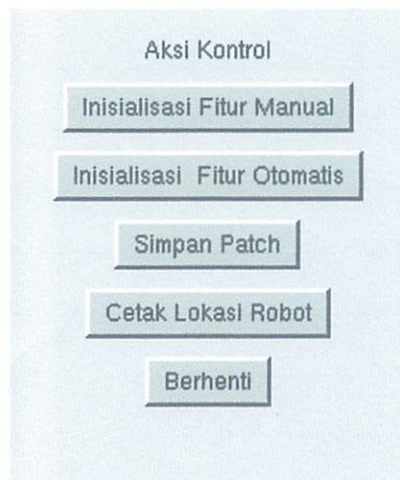 Aksi Kontrol
Inisialisasi Fitur Manual
Inisialisasi Fitur Otomatis
Simpan Patch
Cetak Lokasi Robot
Berhenti